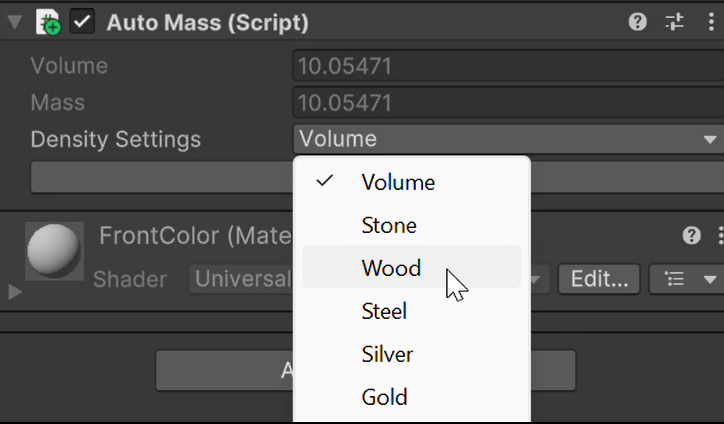 Auto Mass (Script)
Volume 10.05471
Mass 10.05471
Density Settings Volume
Volume
Stone
Wood
Steel
Silver
Gold
FrontColor (Mate
Shader Universal Edit...
A